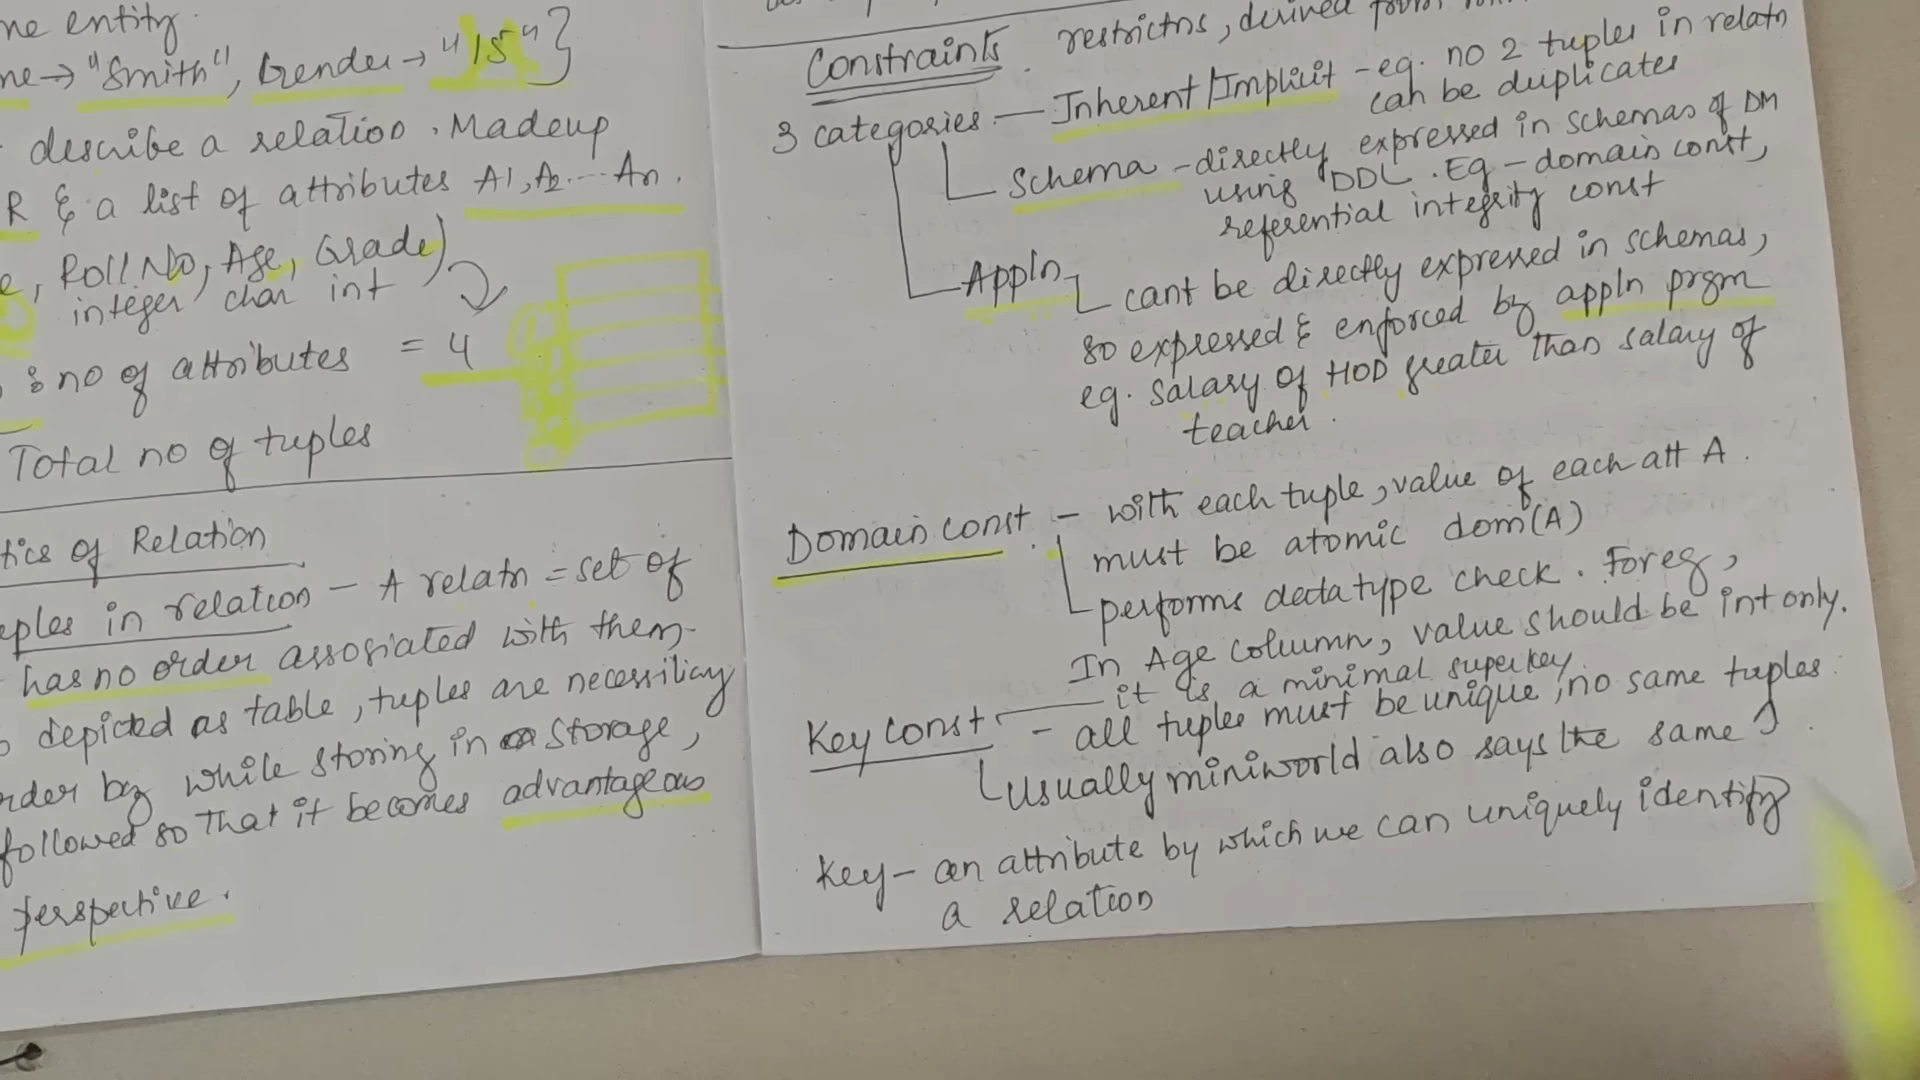 ne entity.
me → "Smith", Gender → "15"}
describe a relation. Madeup
R & a list of attributes A1, A2 .... An.
e, Roll No, Age, Grade)
integer char int
: no of attributes = 4
Total no of tuples
tics of Relation
uples in relation - A relatn = set of
has no order assosiated with them.
depicted as table, tuples are necessiliay
rder by while storing in storage,
followed so that it becomes advantageous
perspective.
Constraints. restrictns, derived from
3 categories - Inherent/Implicit - eg. no 2 tuples in relatn
can be duplicates
Schema - directly expressed in schemas of DM
using DDL. Eg - domain const,
referential integrity const
Appln
cant be directly expressed in schemas,
so expressed & enforced by appln prgm
eg. salary of HOD greater than salary of
teacher.
Domain const. - with each tuple, value of each att A.
must be atomic dom(A)
performs datatype check. Foreg,
In Age column, value should be int only.
it is a minimal superkey.
Key const - all tuples must be unique, no same tuples.
usually miniworld also says the same
Key - an attribute by which we can uniquely identify
a relation